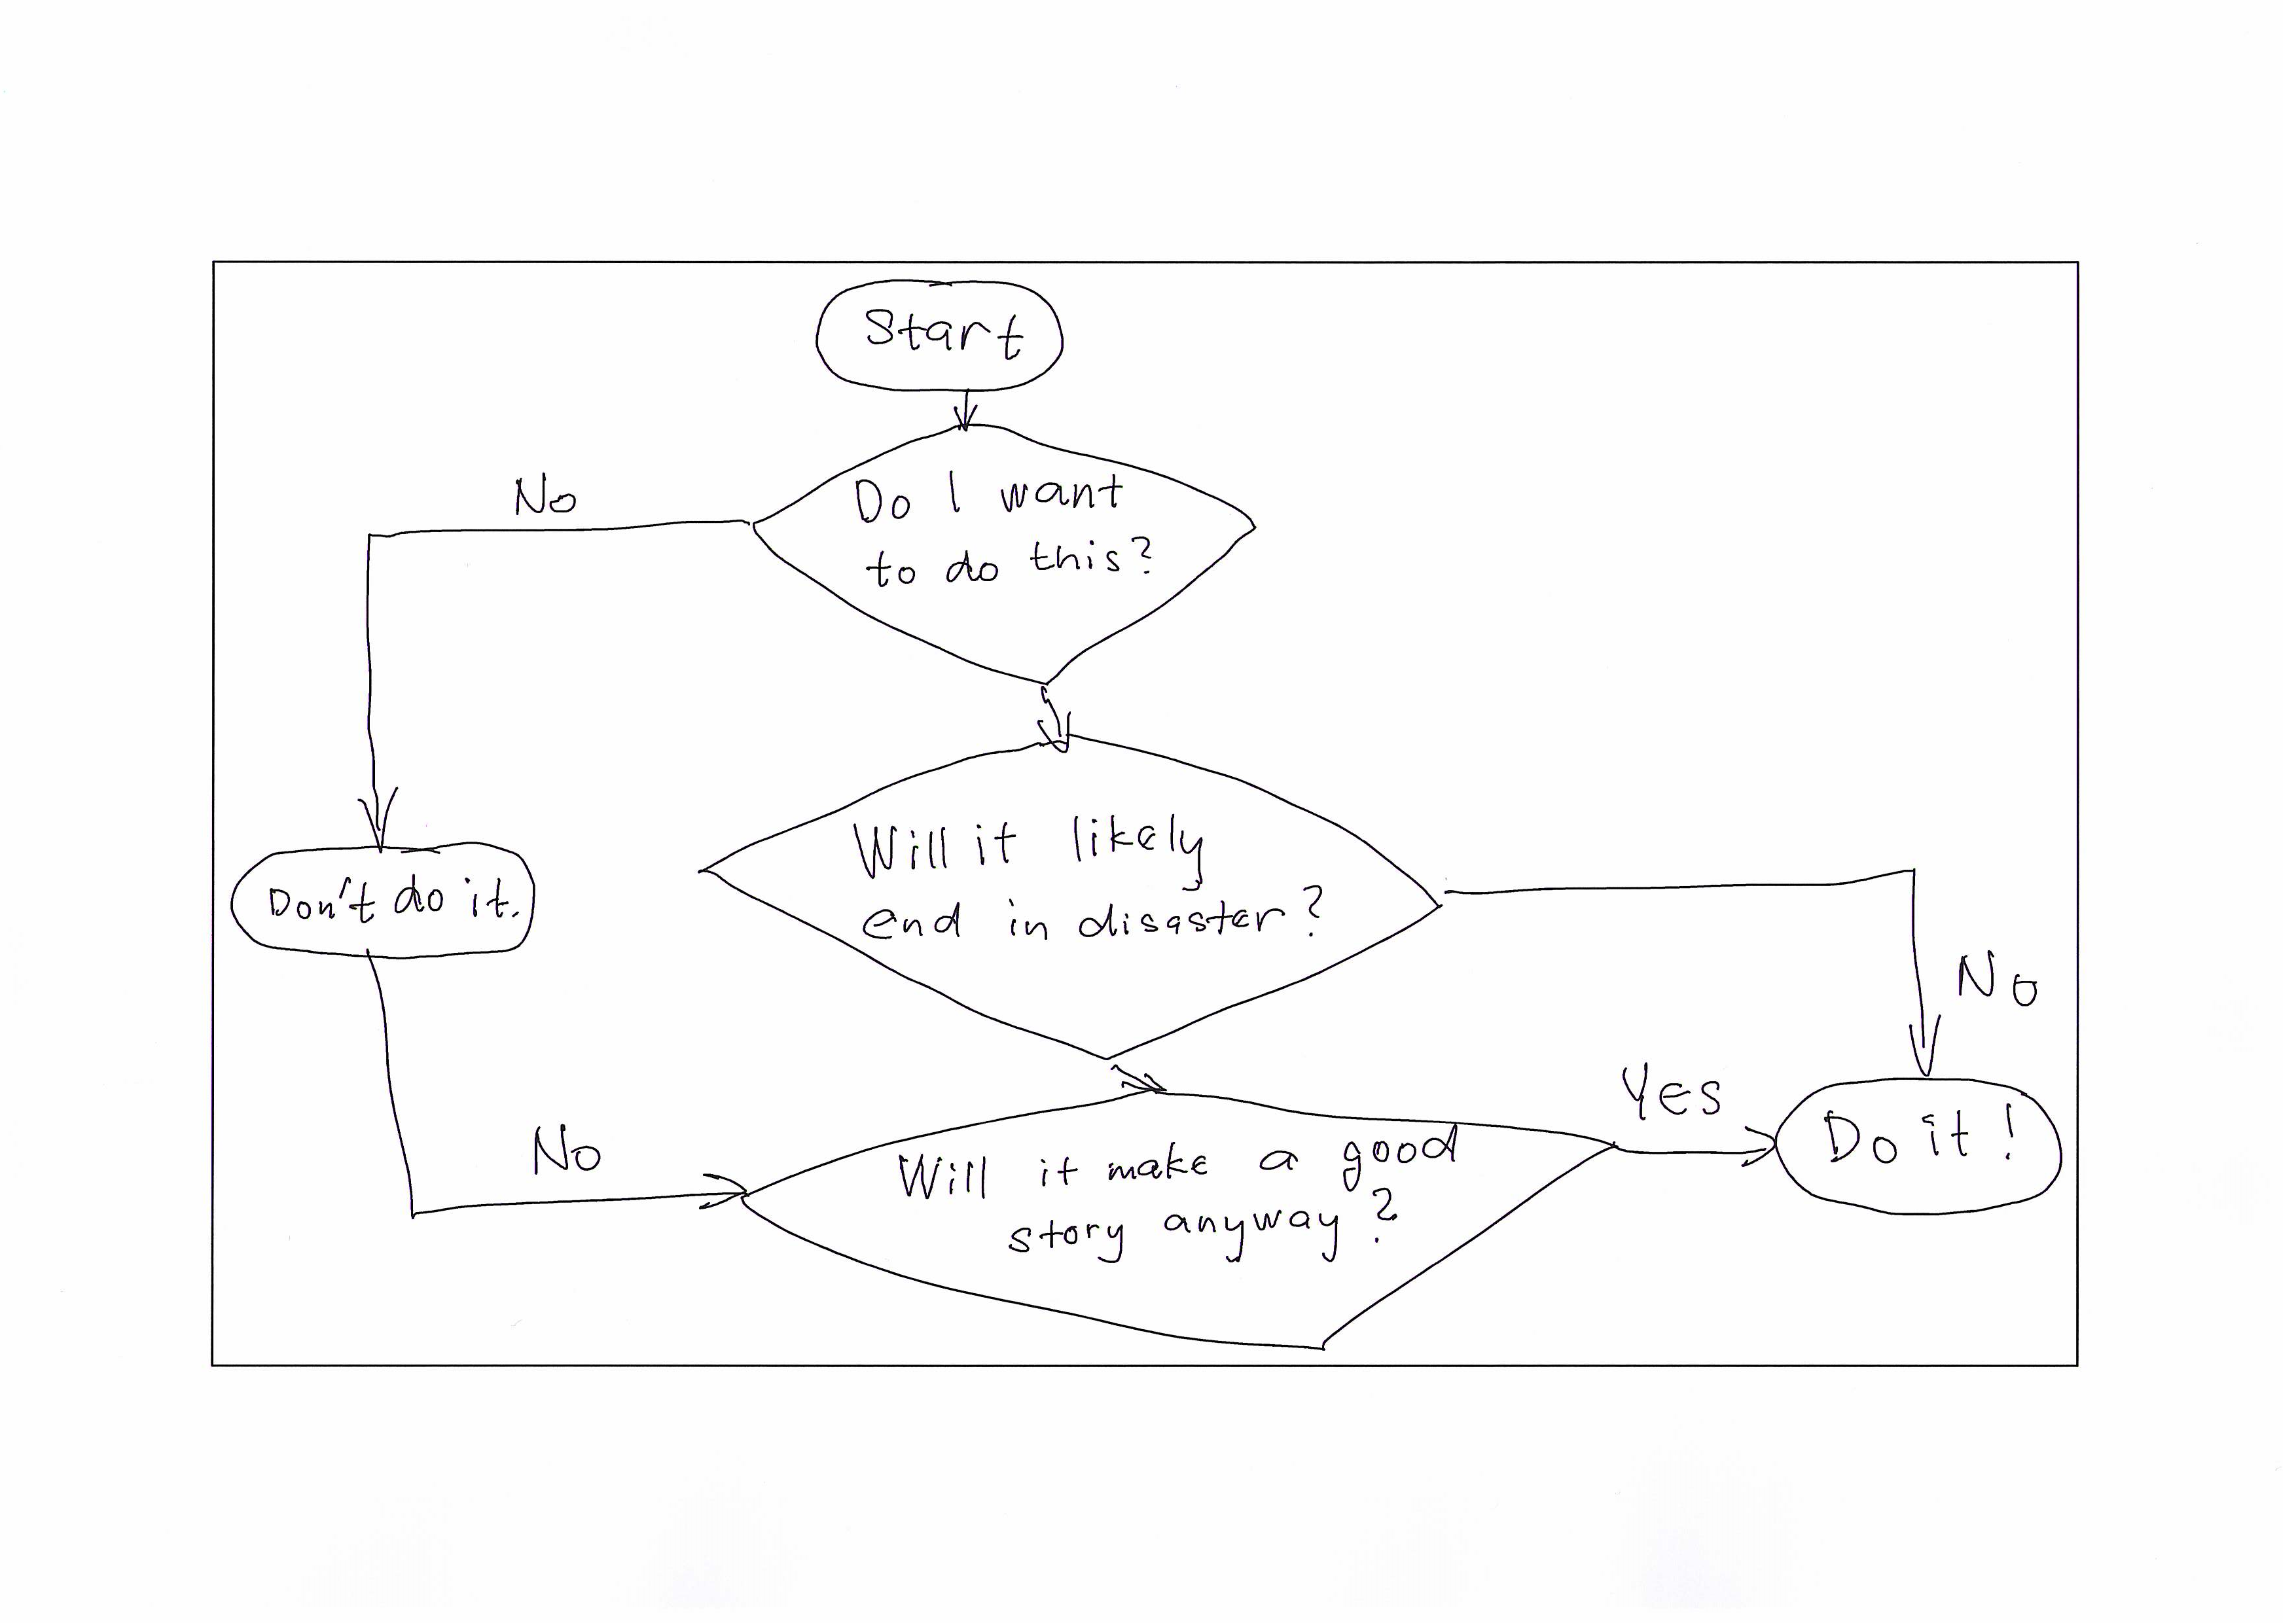 Start
No
Do I want
to do this?
Will it likely
end in disaster?
Don't do it.
No
Yes
Do it!
No
Will it make a good
story anyway?